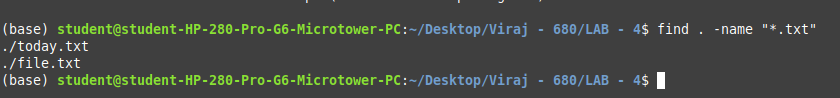 (base) student@student-HP-280-Pro-G6-Microtower-PC:~/Desktop/Viraj - 680/LAB - 4$ find . -name "*.txt"
./today.txt
./file.txt
(base) student@student-HP-280-Pro-G6-Microtower-PC:~/Desktop/Viraj - 680/LAB - 4$